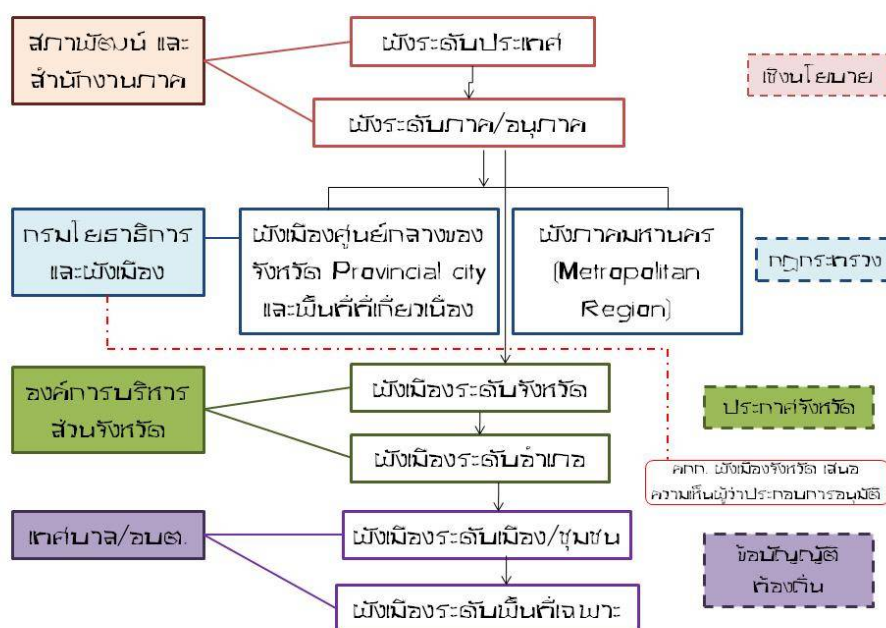 สภาพัฒน์ และ
สำนักงานภาค
ผังระดับประเทศ
เชิงนโยบาย
ผังระดับภาค/อนุภาค
กรมโยธาธิการ
และผังเมือง
ผังเมืองศูนย์กลางของ
จังหวัด Provincial city
และพื้นที่ที่เกี่ยวเนื่อง
ผังภาคมหานคร
(Metropolitan
Region)
กฎกระทรวง
องค์การบริหาร
ส่วนจังหวัด
ผังเมืองระดับจังหวัด
ประกาศจังหวัด
ผังเมืองระดับอำเภอ
คกก. ผังเมืองจังหวัด เสนอ
ความเห็นผู้ว่าประกอบการอนุมัติ
เทศบาล/อบต.
ผังเมืองระดับเมือง/ชุมชน
ข้อบัญญัติ
ท้องถิ่น
ผังเมืองระดับพื้นที่เฉพาะ